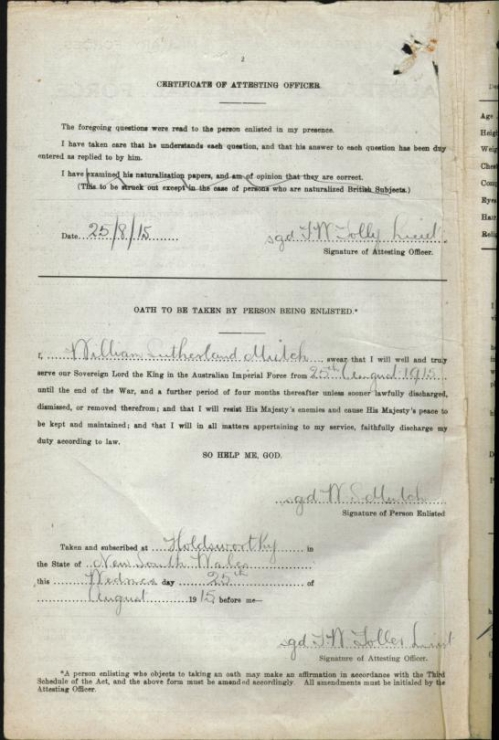 3
CERTIFICATE OF ATTESTING OFFICER.
The foregoing questions were read to the person enlisted in my presence.
I have taken care that he understands each question, and that his answer to each question has been duly
entered as replied to by him.
I have examined his naturalization papers, and am of opinion that they are correct.
(This to be struck out except in the case of persons who are naturalized British Subjects.)
Date 25/8/15 sgd F W Tolley Lieut
Signature of Attesting Officer.
OATH TO BE TAKEN BY PERSON BEING ENLISTED.*
I, William Sutherland Mutch swear that I will well and truly
serve our Sovereign Lord the King in the Australian Imperial Force from 25th August 1915
until the end of the War, and a further period of four months thereafter unless sooner lawfully discharged,
dismissed, or removed therefrom; and that I will resist His Majesty's enemies and cause His Majesty's peace to
be kept and maintained; and that I will in all matters appertaining to my service, faithfully discharge my
duty according to law.
SO HELP ME, GOD.
sgd W S Mutch
Signature of Person Enlisted
Taken and subscribed at Holdsworthy in
the State of New South Wales
this Wednes day 25th of
August 1915 before me—
sgd F W Tolley Lieut
Signature of Attesting Officer.
*A person enlisting who objects to taking an oath may make an affirmation in accordance with the Third
Schedule of the Act, and the above form must be amended accordingly. All amendments must be initialed by the
Attesting Officer.
Age